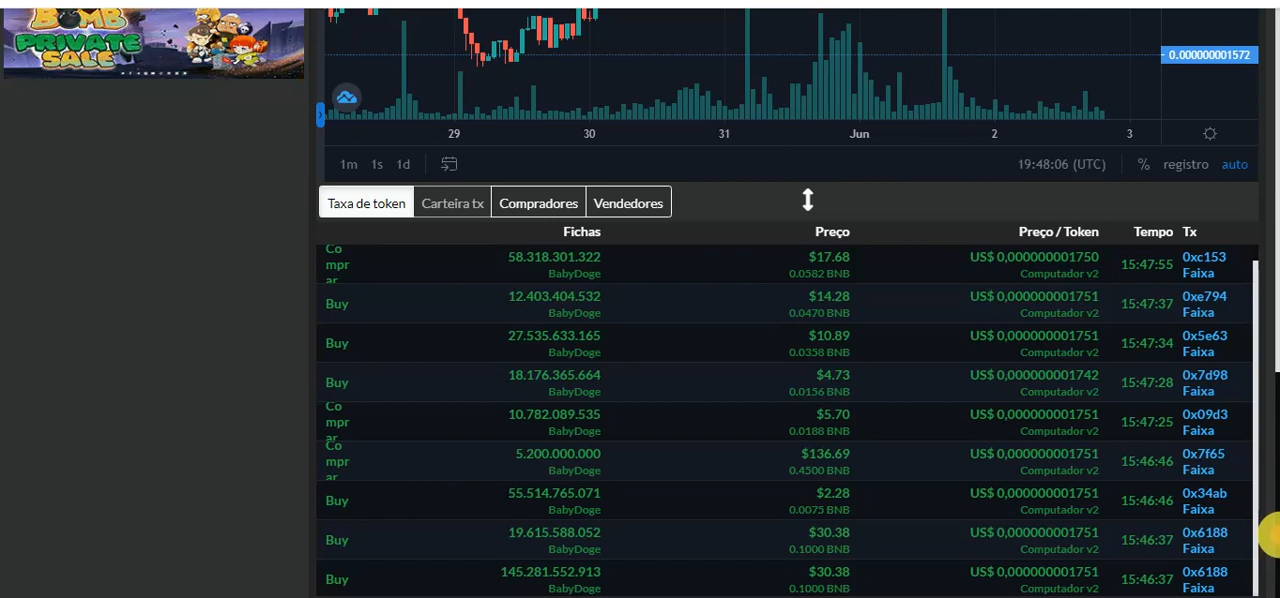 BOMB
PRIVATE
SALE
0.000000001572
29 30 31 Jun 2 3
1m 1s 1d 19:48:06 (UTC) % registro auto
Taxa de token Carteira tx Compradores Vendedores
Fichas Preço Preço / Token Tempo Tx
Co
mpr
ar
58.318.301.322 $17.68 US$ 0,000000001750 15:47:55 0xc153
BabyDoge 0.0582 BNB Computador v2 Faixa
Buy 12.403.404.532 $14.28 US$ 0,000000001751 15:47:37 0xe794
BabyDoge 0.0470 BNB Computador v2 Faixa
Buy 27.535.633.165 $10.89 US$ 0,000000001751 15:47:34 0x5e63
BabyDoge 0.0358 BNB Computador v2 Faixa
Buy 18.176.365.664 $4.73 US$ 0,000000001742 15:47:28 0x7d98
BabyDoge 0.0156 BNB Computador v2 Faixa
Co
mpr
ar
10.782.089.535 $5.70 US$ 0,000000001751 15:47:25 0x09d3
BabyDoge 0.0188 BNB Computador v2 Faixa
Co
mpr
ar
5.200.000.000 $136.69 US$ 0,000000001751 15:46:46 0x7f65
BabyDoge 0.4500 BNB Computador v2 Faixa
Buy 55.514.765.071 $2.28 US$ 0,000000001751 15:46:46 0x34ab
BabyDoge 0.0075 BNB Computador v2 Faixa
Buy 19.615.588.052 $30.38 US$ 0,000000001751 15:46:37 0x6188
BabyDoge 0.1000 BNB Computador v2 Faixa
Buy 145.281.552.913 $30.38 US$ 0,000000001751 15:46:37 0x6188
BabyDoge 0.1000 BNB Computador v2 Faixa